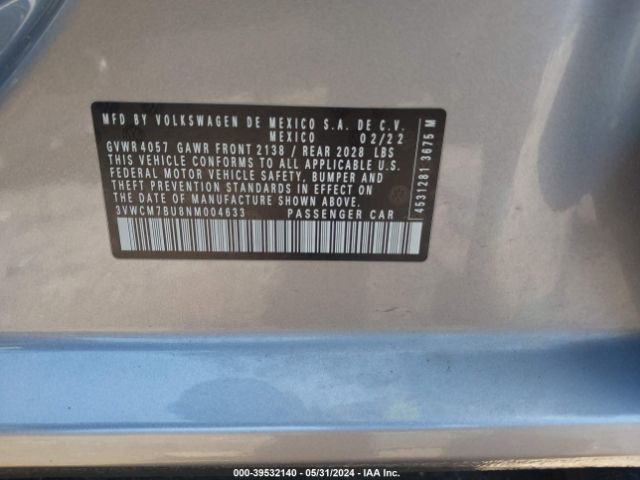 MFD BY VOLKSWAGEN DE MEXICO S.A. DE C.V.
MEXICO 02/22
GVWR 4057 GAWR FRONT 2138 / REAR 2028 LBS
THIS VEHICLE CONFORMS TO ALL APPLICABLE U.S.
FEDERAL MOTOR VEHICLE SAFETY, BUMPER AND
THEFT PREVENTION STANDARDS IN EFFECT ON
THE DATE OF MANUFACTURE SHOWN ABOVE.
3VWCM7BU8NM004633 PASSENGER CAR
4531281 3675 M
000-39532140 - 05/31/2024 - IAA Inc.